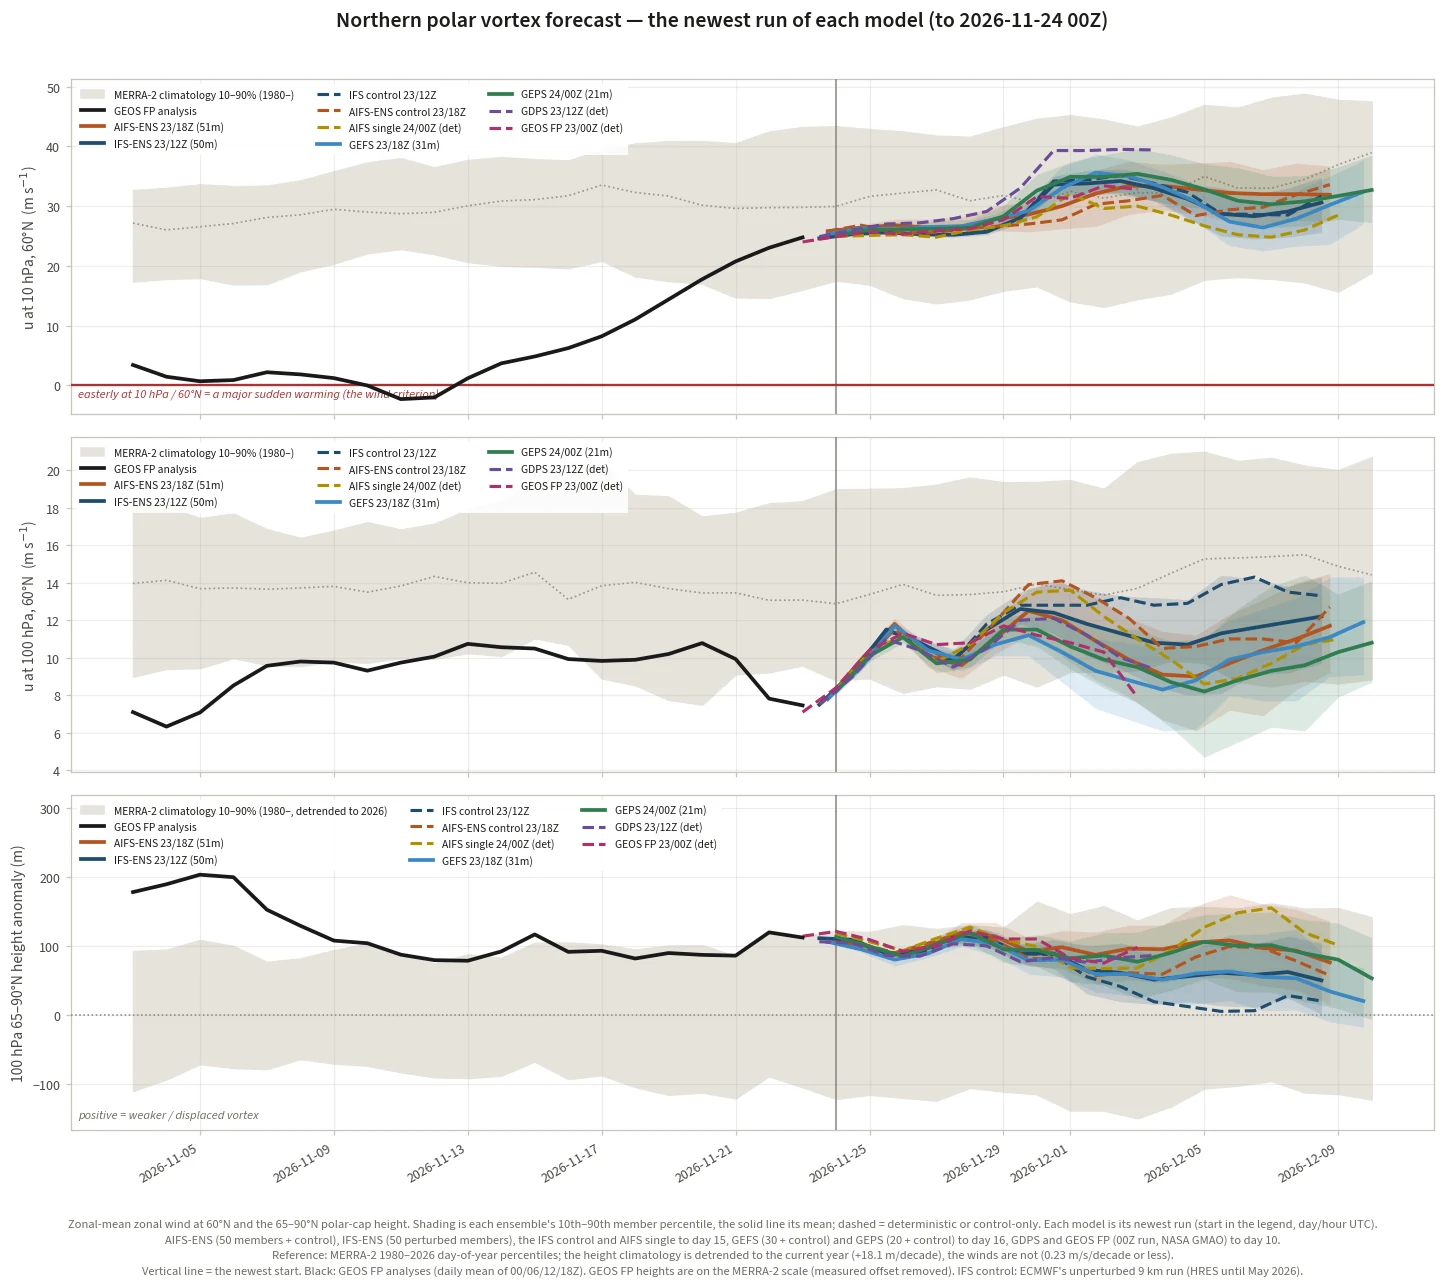 Northern polar vortex forecast — the newest run of each model (to 2026-11-24 00Z)
MERRA-2 climatology 10–90% (1980–)
GEOS FP analysis
AIFS-ENS 23/18Z (51m)
IFS-ENS 23/12Z (50m)
IFS control 23/12Z
AIFS-ENS control 23/18Z
AIFS single 24/00Z (det)
GEFS 23/18Z (31m)
GEPS 24/00Z (21m)
GDPS 23/12Z (det)
GEOS FP 23/00Z (det)
u at 10 hPa, 60°N (m s⁻¹)
50
40
30
20
10
0
easterly at 10 hPa / 60°N = a major sudden warming (the wind criterion)
MERRA-2 climatology 10–90% (1980–)
GEOS FP analysis
AIFS-ENS 23/18Z (51m)
IFS-ENS 23/12Z (50m)
IFS control 23/12Z
AIFS-ENS control 23/18Z
AIFS single 24/00Z (det)
GEFS 23/18Z (31m)
GEPS 24/00Z (21m)
GDPS 23/12Z (det)
GEOS FP 23/00Z (det)
u at 100 hPa, 60°N (m s⁻¹)
20
18
16
14
12
10
8
6
4
MERRA-2 climatology 10–90% (1980–, detrended to 2026)
GEOS FP analysis
AIFS-ENS 23/18Z (51m)
IFS-ENS 23/12Z (50m)
IFS control 23/12Z
AIFS-ENS control 23/18Z
AIFS single 24/00Z (det)
GEFS 23/18Z (31m)
GEPS 24/00Z (21m)
GDPS 23/12Z (det)
GEOS FP 23/00Z (det)
100 hPa 65–90°N height anomaly (m)
300
200
100
0
−100
positive = weaker / displaced vortex
2026-11-05
2026-11-09
2026-11-13
2026-11-17
2026-11-21
2026-11-25
2026-11-29
2026-12-01
2026-12-05
2026-12-09
Zonal-mean zonal wind at 60°N and the 65–90°N polar-cap height. Shading is each ensemble's 10th–90th member percentile, the solid line its mean; dashed = deterministic or control-only. Each model is its newest run (start in the legend, day/hour UTC).
AIFS-ENS (50 members + control), IFS-ENS (50 perturbed members), the IFS control and AIFS single to day 15, GEFS (30 + control) and GEPS (20 + control) to day 16, GDPS and GEOS FP (00Z run, NASA GMAO) to day 10.
Reference: MERRA-2 1980–2026 day-of-year percentiles; the height climatology is detrended to the current year (+18.1 m/decade), the winds are not (0.23 m/s/decade or less).
Vertical line = the newest start. Black: GEOS FP analyses (daily mean of 00/06/12/18Z). GEOS FP heights are on the MERRA-2 scale (measured offset removed). IFS control: ECMWF's unperturbed 9 km run (HRES until May 2026).